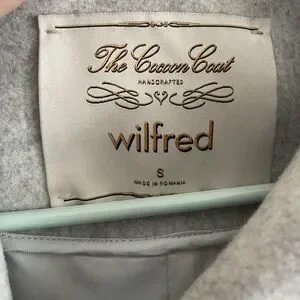 The Cocoon Coat
HANDCRAFTED
wilfred
S
MADE IN ROMANIA